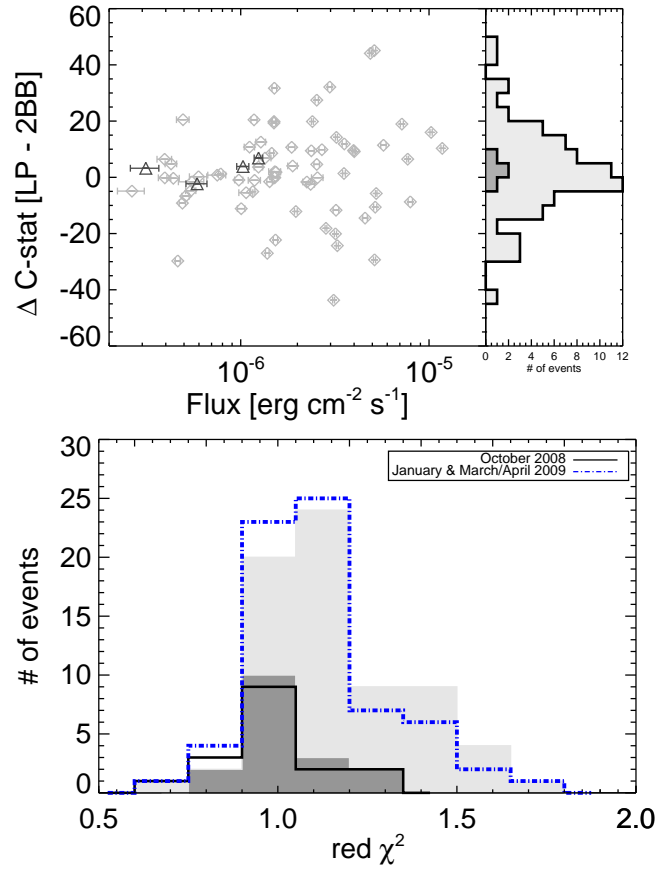 Δ C-stat [LP - 2BB]
60
40
20
0
-20
-40
-60
10⁻⁶ 10⁻⁵
Flux [erg cm⁻² s⁻¹]
0 2 4 6 8 10 12
# of events
# of events
30
25
20
15
10
5
0
October 2008
January & March/April 2009
0.5 1.0 1.5 2.0
red χ²